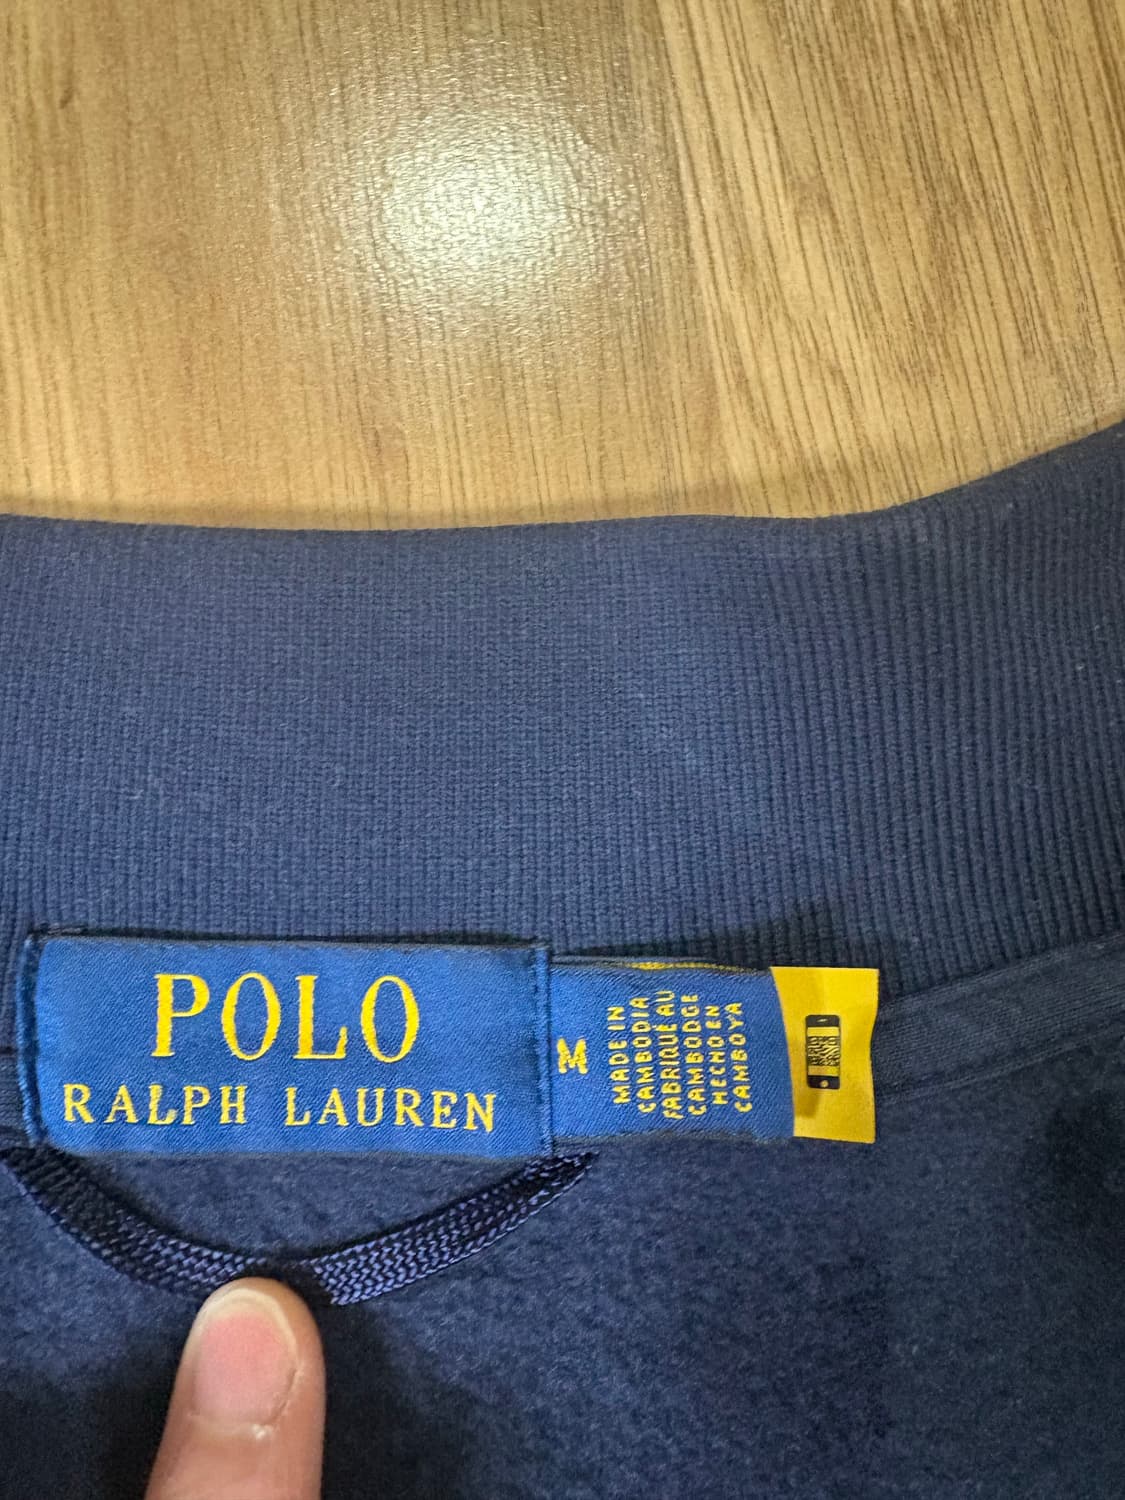 POLO
RALPH LAUREN
M
MADE IN
CAMBODIA
FABRIQUÉ AU
CAMBODGE
HECHO EN
CAMBOYA